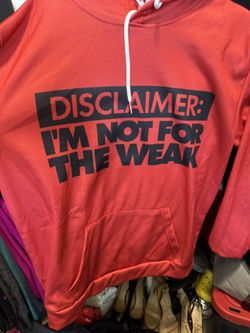 DISCLAIMER:
I'M NOT FOR
THE WEAK